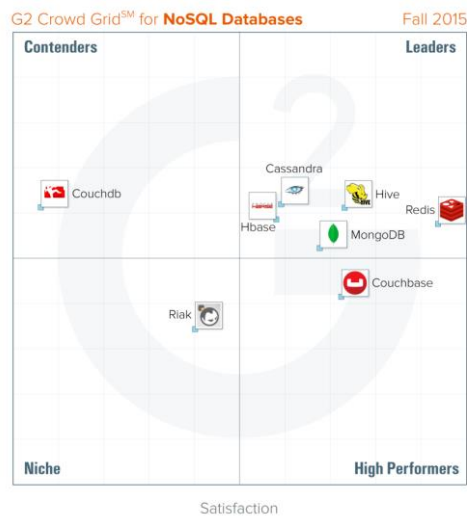 G2 Crowd Grid℠ for NoSQL Databases
Fall 2015
Contenders
Leaders
Cassandra
Couchdb
Hive
Redis
Hbase
MongoDB
Couchbase
Riak
Niche
High Performers
Satisfaction